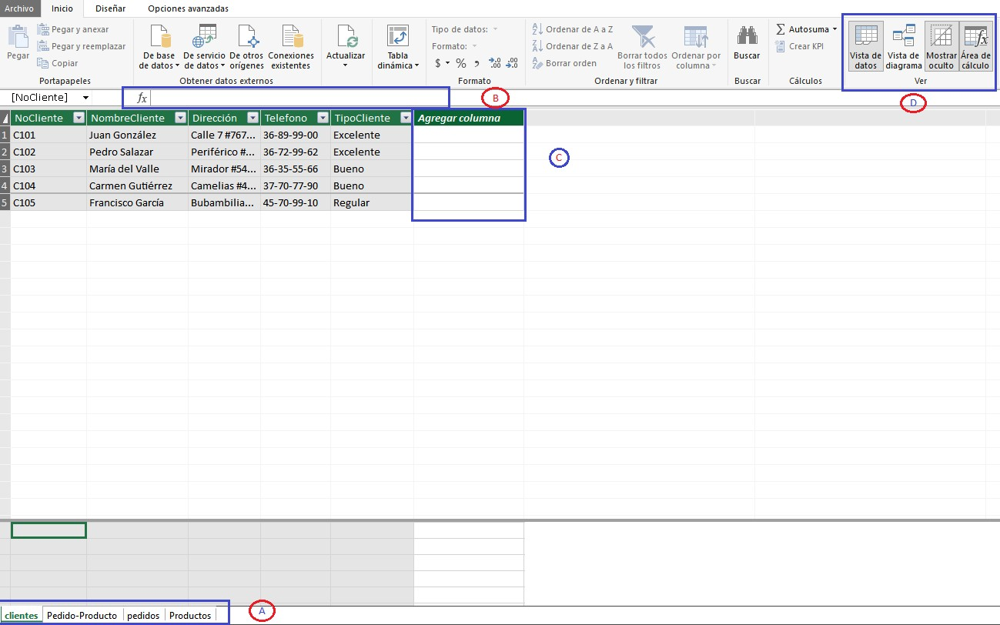 Archivo Inicio Diseñar Opciones avanzadas
Pegar
Pegar y anexar
Pegar y reemplazar
Copiar
Portapapeles
De base de datos
De servicio de datos
De otros orígenes
Conexiones existentes
Obtener datos externos
Actualizar
Tabla dinámica
Tipo de datos:
Formato:
$ % ,
Formato
Ordenar de A a Z
Ordenar de Z a A
Borrar orden
Borrar todos los filtros
Ordenar por columna
Ordenar y filtrar
Buscar
Buscar
Σ Autosuma
Crear KPI
Cálculos
Vista de datos
Vista de diagrama
Mostrar oculto
Área de cálculo
Ver
[NoCliente] fx B D
NoCliente NombreCliente Dirección Telefono TipoCliente Agregar columna
1 C101 Juan González Calle 7 #767... 36-89-99-00 Excelente
2 C102 Pedro Salazar Periférico #... 36-72-99-62 Excelente
C
3 C103 María del Valle Mirador #54... 36-35-55-66 Bueno
4 C104 Carmen Gutiérrez Camelias #4... 37-70-77-90 Bueno
5 C105 Francisco García Bubambilia... 45-70-99-10 Regular
A
clientes Pedido-Producto pedidos Productos